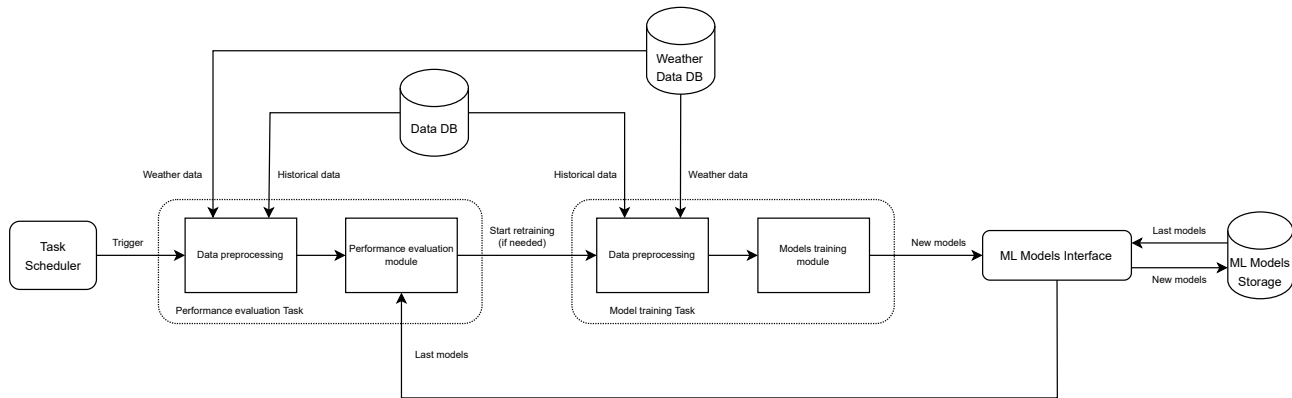 Weather
Data DB
Data DB
Weather data
Historical data
Historical data
Weather data
Task
Scheduler
Trigger
Data preprocessing
Performance evaluation
module
Performance evaluation Task
Start retraining
(if needed)
Data preprocessing
Models training
module
Model training Task
New models
ML Models Interface
Last models
New models
ML Models
Storage
Last models